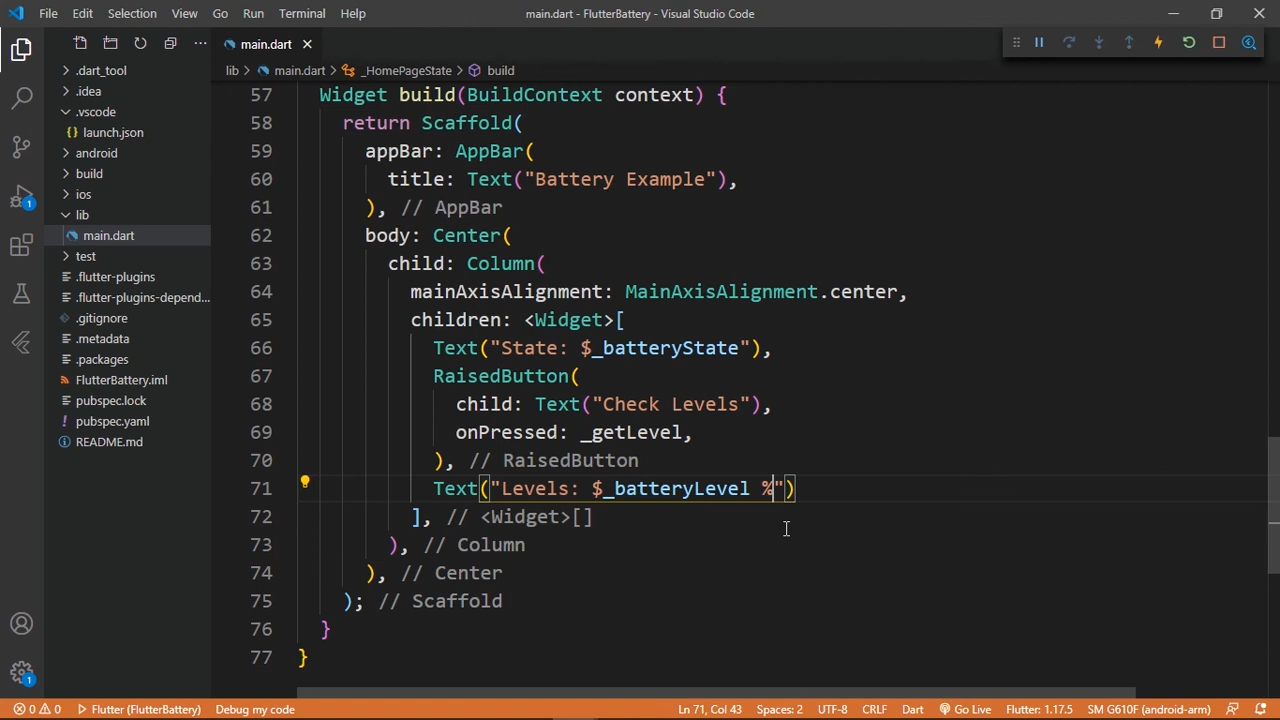 File Edit Selection View Go Run Terminal Help
main.dart - FlutterBattery - Visual Studio Code
main.dart
lib > main.dart > _HomePageState > build
.dart_tool
.idea
.vscode
launch.json
android
build
ios
lib
main.dart
test
.flutter-plugins
.flutter-plugins-depend...
.gitignore
.metadata
.packages
FlutterBattery.iml
pubspec.lock
pubspec.yaml
README.md
1
1
57 Widget build(BuildContext context) {
58 return Scaffold(
59 appBar: AppBar(
60 title: Text("Battery Example"),
61 ), // AppBar
62 body: Center(
63 child: Column(
64 mainAxisAlignment: MainAxisAlignment.center,
65 children: <Widget>[
66 Text("State: $_batteryState"),
67 RaisedButton(
68 child: Text("Check Levels"),
69 onPressed: _getLevel,
70 ), // RaisedButton
71 Text("Levels: $_batteryLevel %")
72 ], // <Widget>[]
73 ), // Column
74 ), // Center
75 ); // Scaffold
76 }
77 }
0 0 Flutter (FlutterBattery) Debug my code Ln 71, Col 43 Spaces: 2 UTF-8 CRLF Dart Go Live Flutter: 1.17.5 SM G610F (android-arm)